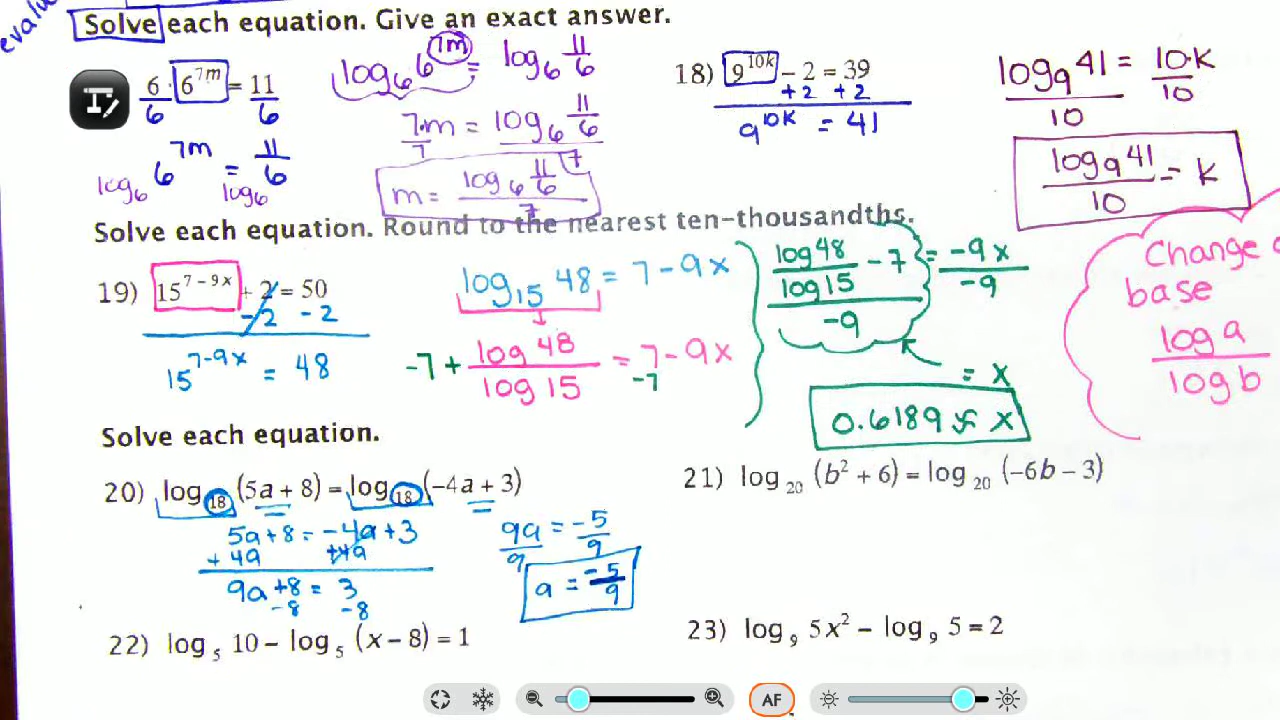 evalu
Solve each equation. Give an exact answer.
6 · 6^{7m} = 11
6 6
log₆ 6^{7m} = log₆ 11/6
log₆ 6^{7m} = log₆ 11/6
7·m = log₆ 11/6
7 7
m = log₆ 11/6 / 7
18) 9^{10k} − 2 = 39
+2 +2
9^{10k} = 41
log₉ 41 = 10·k
10 10
log₉ 41 / 10 = k
Solve each equation. Round to the nearest ten-thousandths.
19) 15^{7 − 9x} + 2 = 50
-2 -2
15^{7-9x} = 48
log₁₅ 48 = 7-9x
-7 + log 48 / log 15 = 7-9x
-7
log 48 / log 15 - 7 = -9x
-9 -9
= x
0.6189 ≈ x
Change o
base
log a
log b
Solve each equation.
20) log₁₈ (5a + 8) = log₁₈ (−4a + 3)
5a+8 = -4a+3
+4a +4a
9a+8 = 3
-8 -8
9a = -5
9 9
a = -5/9
21) log₂₀ (b² + 6) = log₂₀ (−6b − 3)
22) log₅ 10 − log₅ (x − 8) = 1
23) log₉ 5x² − log₉ 5 = 2
AF